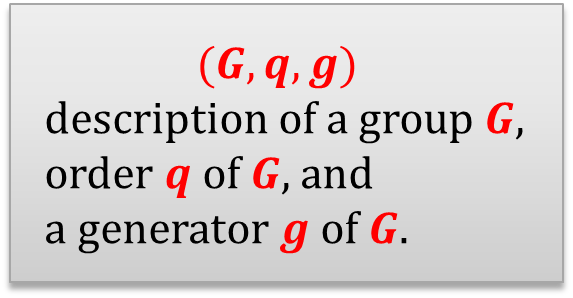 (G, q, g)
description of a group G,
order q of G, and
a generator g of G.